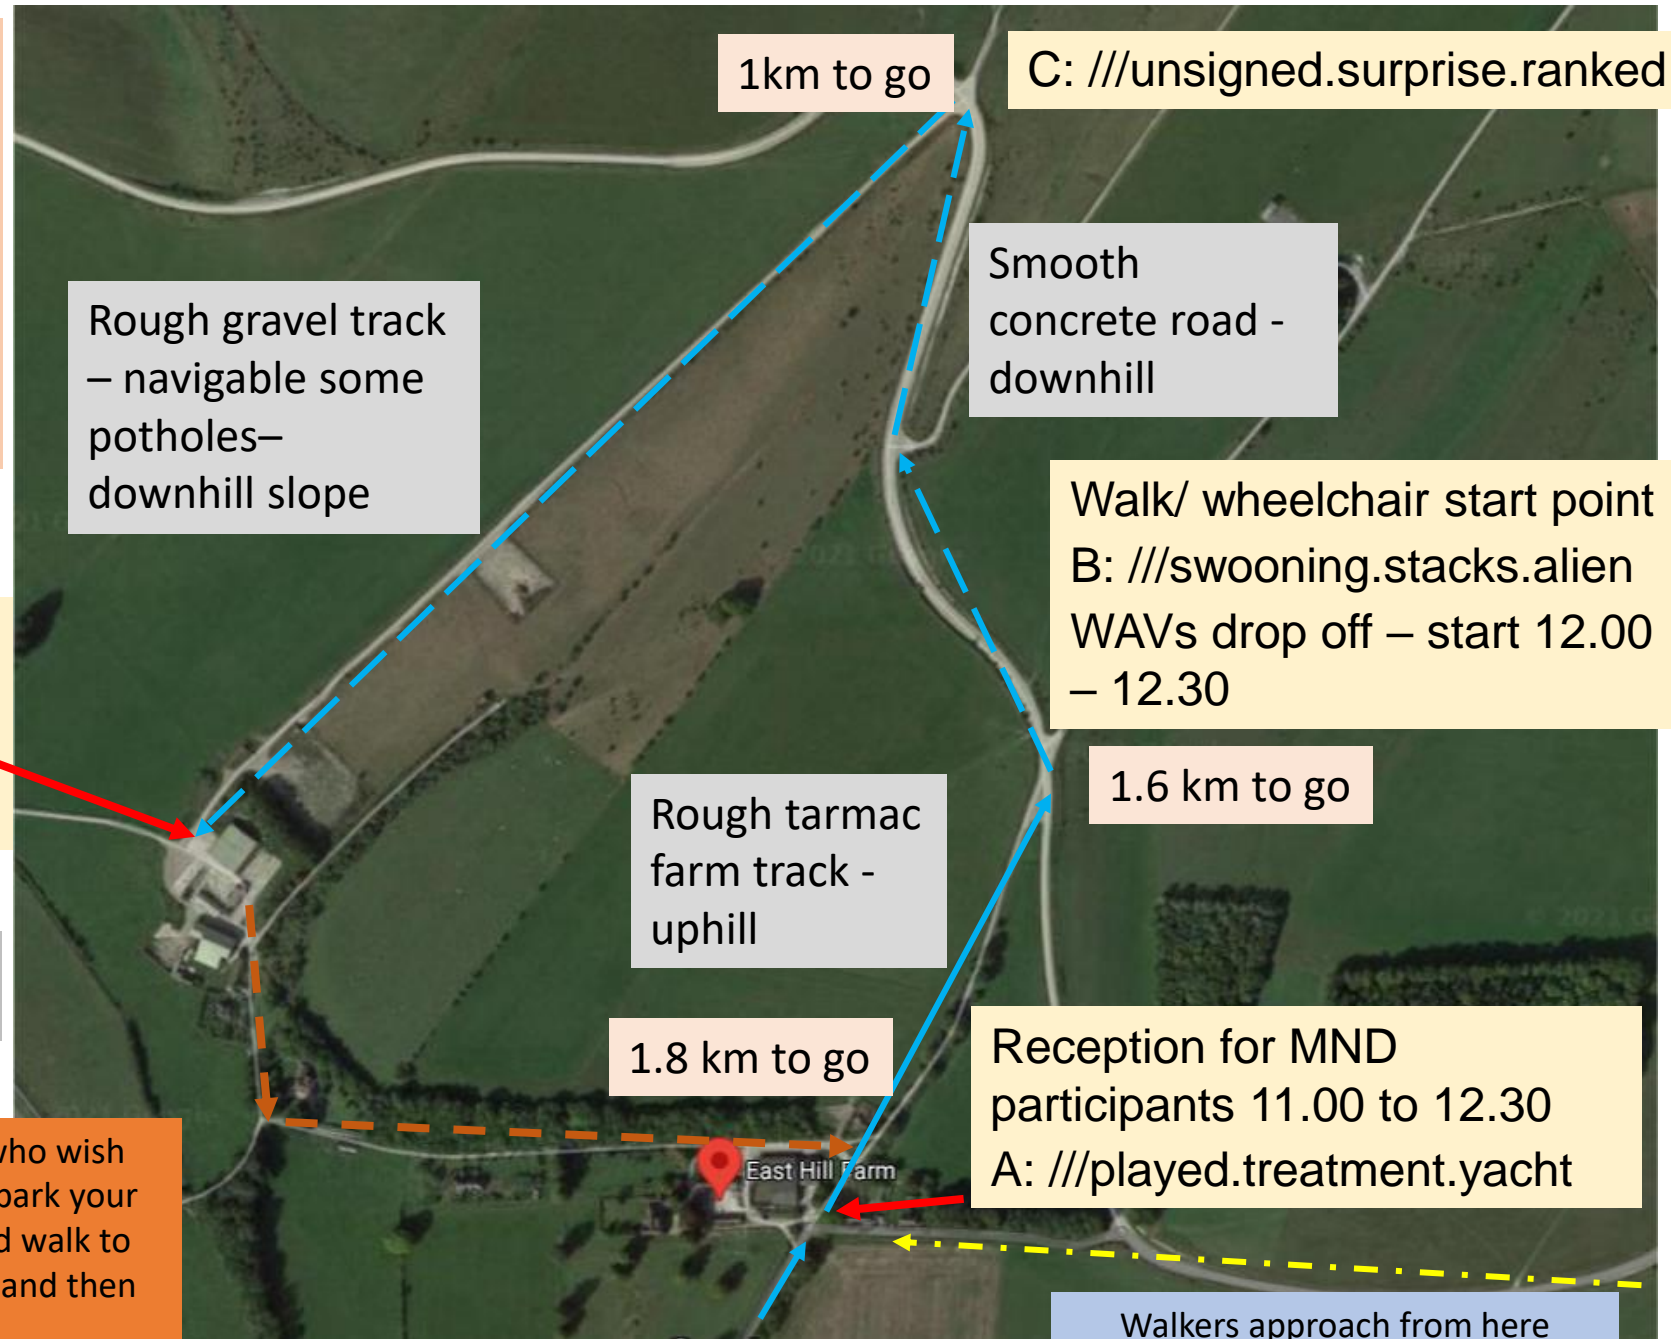 1km to go
C: ///unsigned.surprise.ranked
Smooth
concrete road -
downhill
Rough gravel track
– navigable some
potholes–
downhill slope
Walk/ wheelchair start point
B: ///swooning.stacks.alien
WAVs drop off – start 12.00
– 12.30
1.6 km to go
Rough tarmac
farm track -
uphill
1.8 km to go
Reception for MND
participants 11.00 to 12.30
A: ///played.treatment.yacht
East Hill Farm
who wish
park your
d walk to
and then
Walkers approach from here